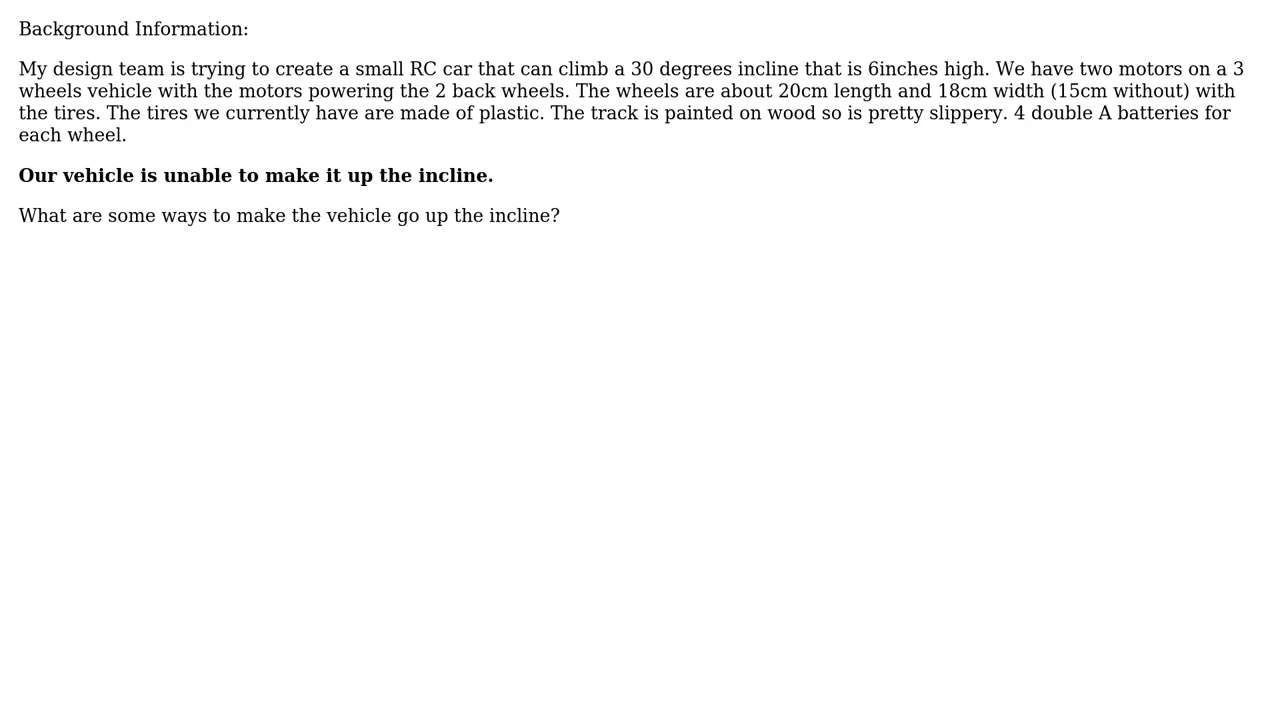 Background Information:
My design team is trying to create a small RC car that can climb a 30 degrees incline that is 6inches high. We have two motors on a 3
wheels vehicle with the motors powering the 2 back wheels. The wheels are about 20cm length and 18cm width (15cm without) with
the tires. The tires we currently have are made of plastic. The track is painted on wood so is pretty slippery. 4 double A batteries for
each wheel.
Our vehicle is unable to make it up the incline.
What are some ways to make the vehicle go up the incline?